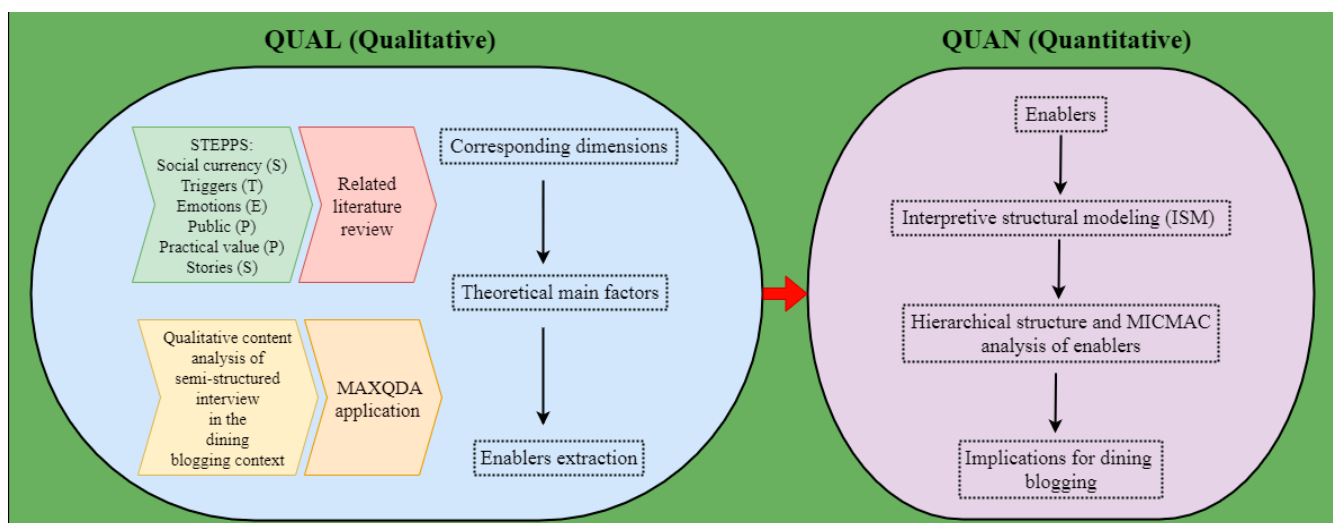 QUAL (Qualitative)
STEPPS:
Social currency (S)
Triggers (T)
Emotions (E)
Public (P)
Practical value (P)
Stories (S)
Related
literature
review
Corresponding dimensions
Theoretical main factors
Qualitative content
analysis of
semi-structured
interview
in the
dining
blogging context
MAXQDA
application
Enablers extraction
QUAN (Quantitative)
Enablers
Interpretive structural modeling (ISM)
Hierarchical structure and MICMAC
analysis of enablers
Implications for dining
blogging